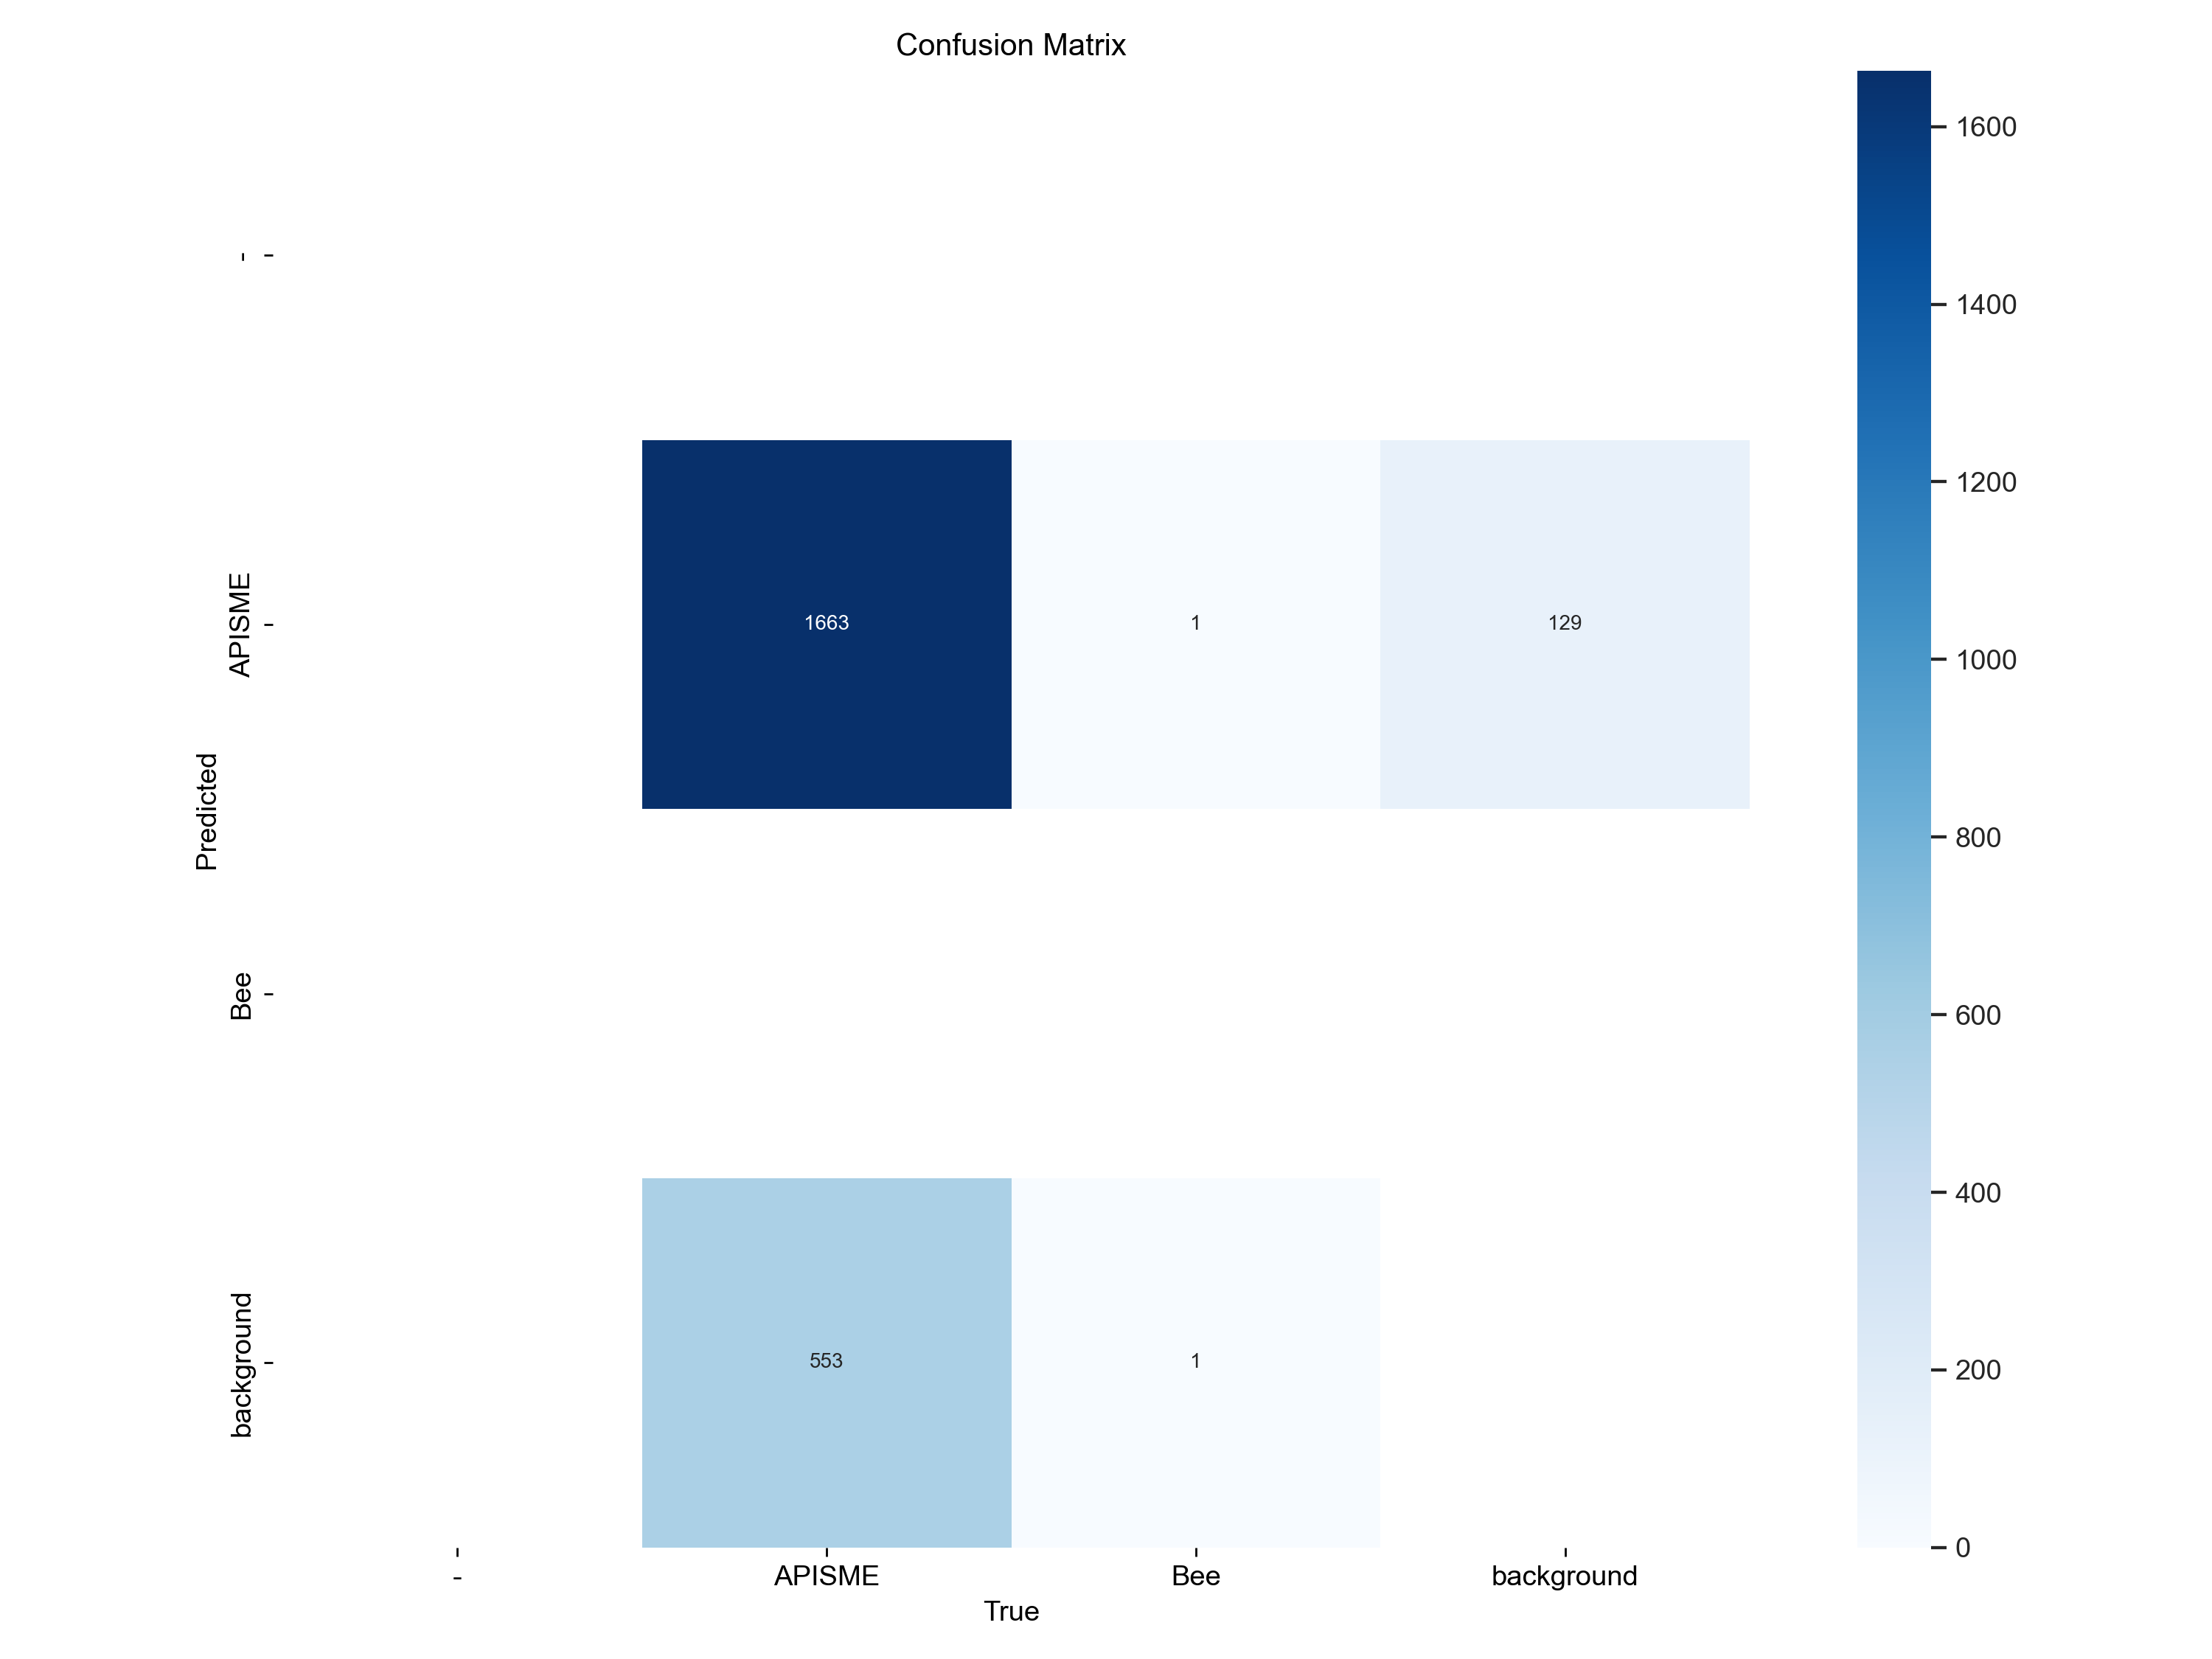 Confusion Matrix
-
APISME
Bee
background
Predicted
1663
1
129
553
1
-
APISME
Bee
background
True
1600
1400
1200
1000
800
600
400
200
0